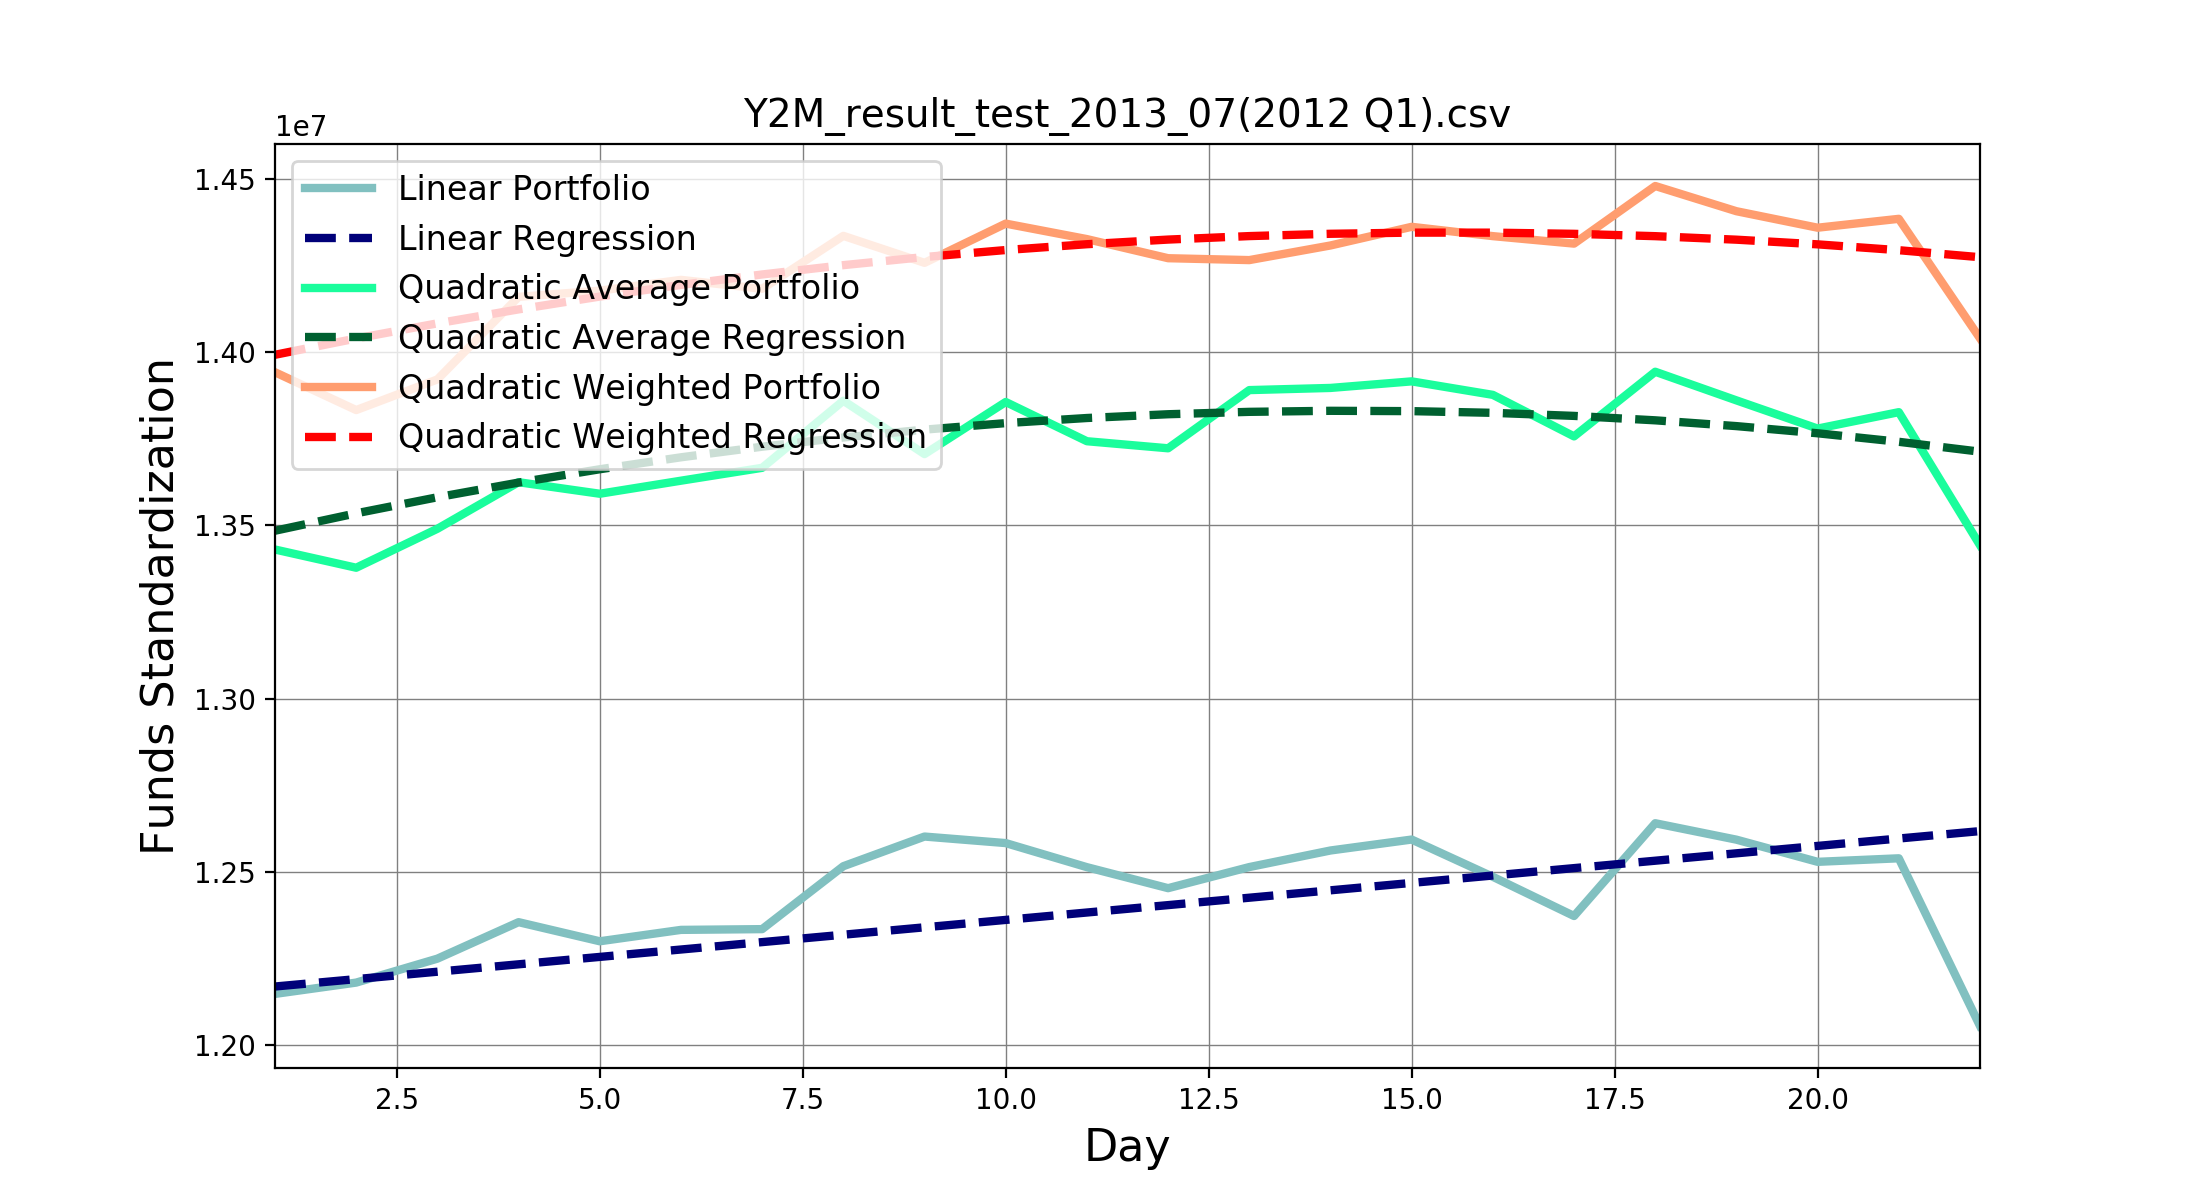 Y2M_result_test_2013_07(2012 Q1).csv
1e7
Linear Portfolio
Linear Regression
Quadratic Average Portfolio
Quadratic Average Regression
Quadratic Weighted Portfolio
Quadratic Weighted Regression
Funds Standardization
1.45
1.40
1.35
1.30
1.25
1.20
2.5 5.0 7.5 10.0 12.5 15.0 17.5 20.0
Day